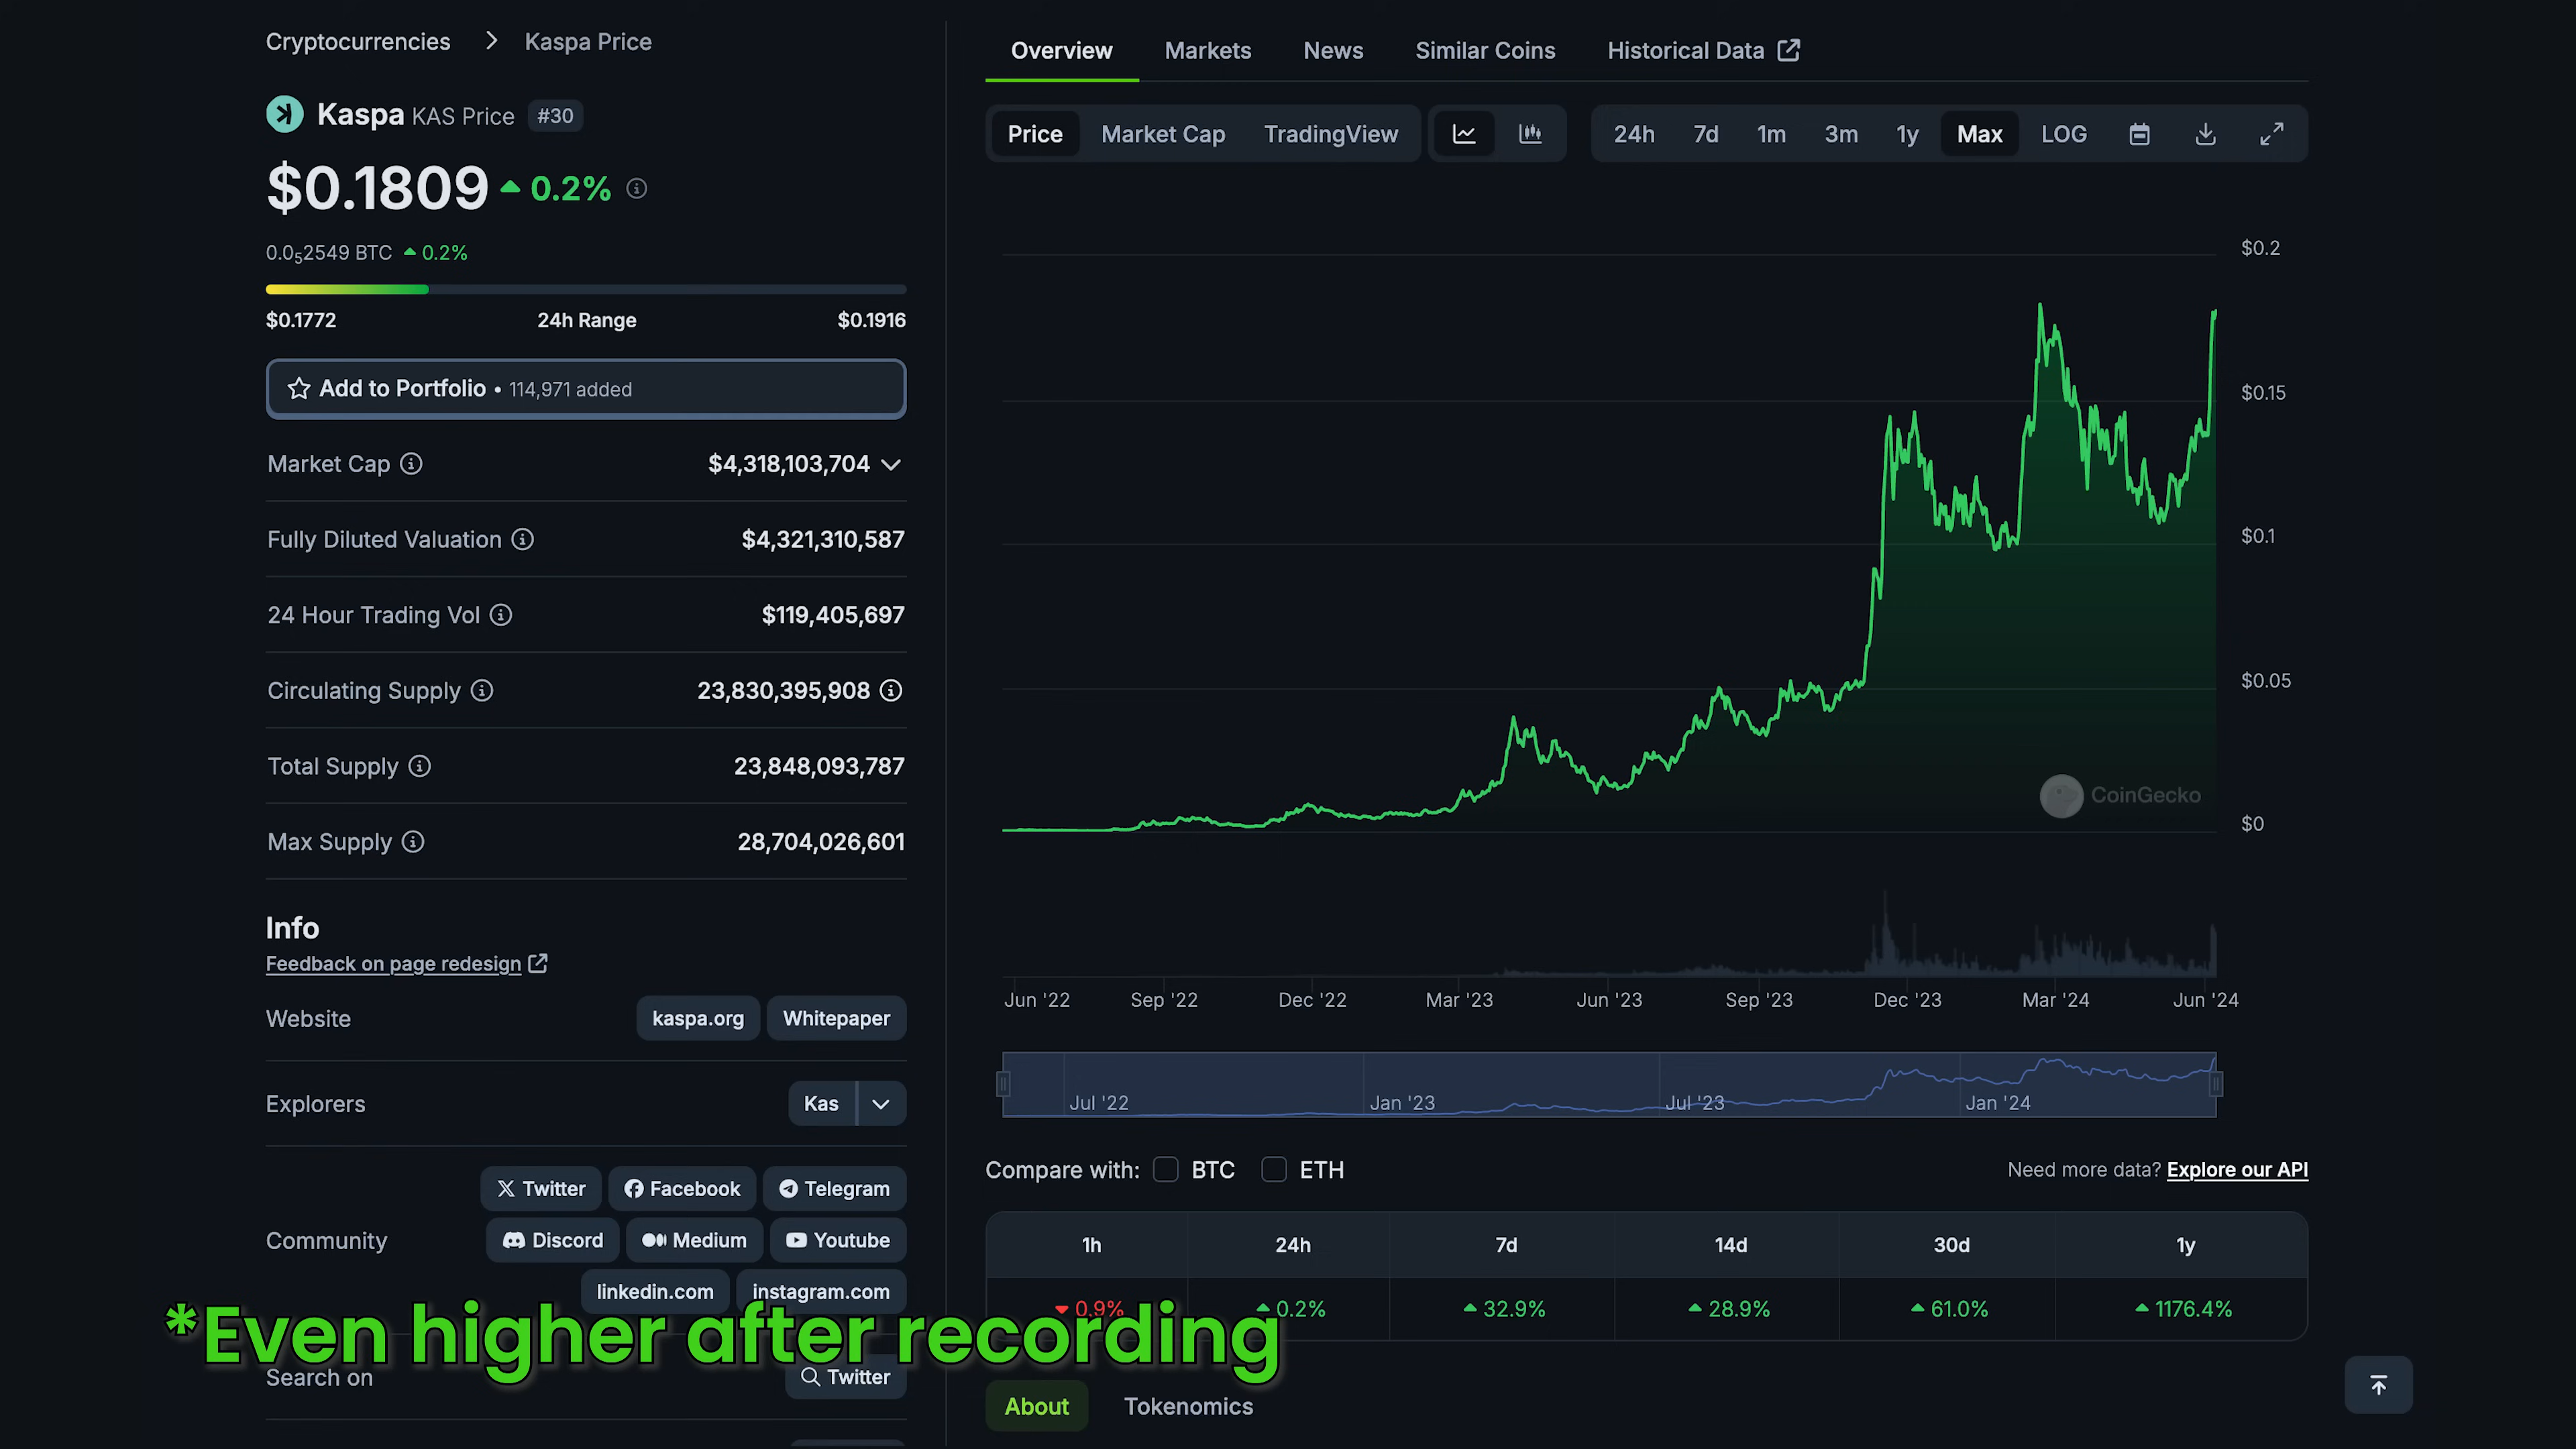 Cryptocurrencies > Kaspa Price
Kaspa KAS Price #30
$0.1809 0.2%
0.0₅2549 BTC 0.2%
$0.1772 24h Range $0.1916
Add to Portfolio • 114,971 added
Market Cap $4,318,103,704
Fully Diluted Valuation $4,321,310,587
24 Hour Trading Vol $119,405,697
Circulating Supply 23,830,395,908
Total Supply 23,848,093,787
Max Supply 28,704,026,601
Info
Feedback on page redesign
Website kaspa.org Whitepaper
Explorers Kas
Community Twitter Facebook Telegram
Discord Medium Youtube
linkedin.com instagram.com
*Even higher after recording
Search on Twitter
Overview Markets News Similar Coins Historical Data
Price Market Cap TradingView 24h 7d 1m 3m 1y Max LOG
$0.2
$0.15
$0.1
$0.05
$0
CoinGecko
Jun '22 Sep '22 Dec '22 Mar '23 Jun '23 Sep '23 Dec '23 Mar '24 Jun '24
Jul '22 Jan '23 Jul '23 Jan '24
Compare with: BTC ETH Need more data? Explore our API
1h 24h 7d 14d 30d 1y
0.9% 0.2% 32.9% 28.9% 61.0% 1176.4%
About Tokenomics